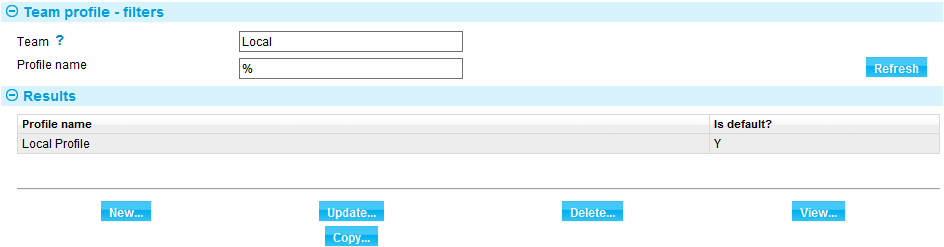 Team profile - filters
Team ? Local
Profile name %
Refresh
Results
Profile name Is default?
Local Profile Y
New... Update... Delete... View...
Copy...